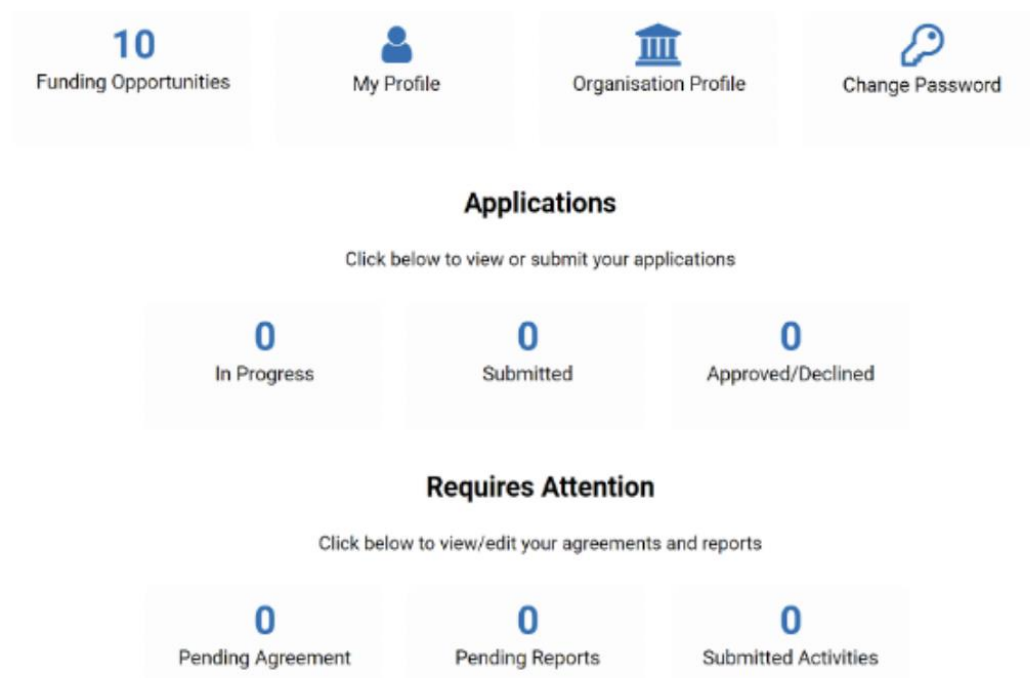 10
Funding Opportunities
My Profile
Organisation Profile
Change Password
Applications
Click below to view or submit your applications
0
In Progress
0
Submitted
0
Approved/Declined
Requires Attention
Click below to view/edit your agreements and reports
0
Pending Agreement
0
Pending Reports
0
Submitted Activities